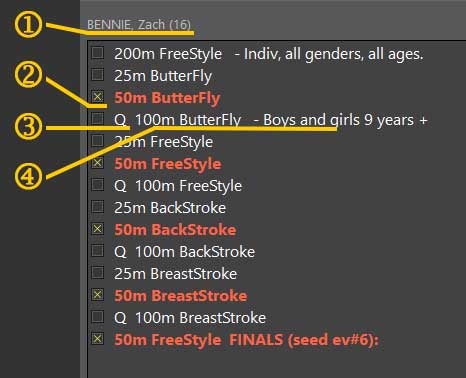 ① BENNIE, Zach (16)
200m FreeStyle - Indiv, all genders, all ages.
25m ButterFly
② 50m ButterFly
③ Q 100m ButterFly - Boys and girls 9 years +
25m FreeStyle
④ 50m FreeStyle
Q 100m FreeStyle
25m BackStroke
50m BackStroke
Q 100m BackStroke
25m BreastStroke
50m BreastStroke
Q 100m BreastStroke
50m FreeStyle FINALS (seed ev#6):